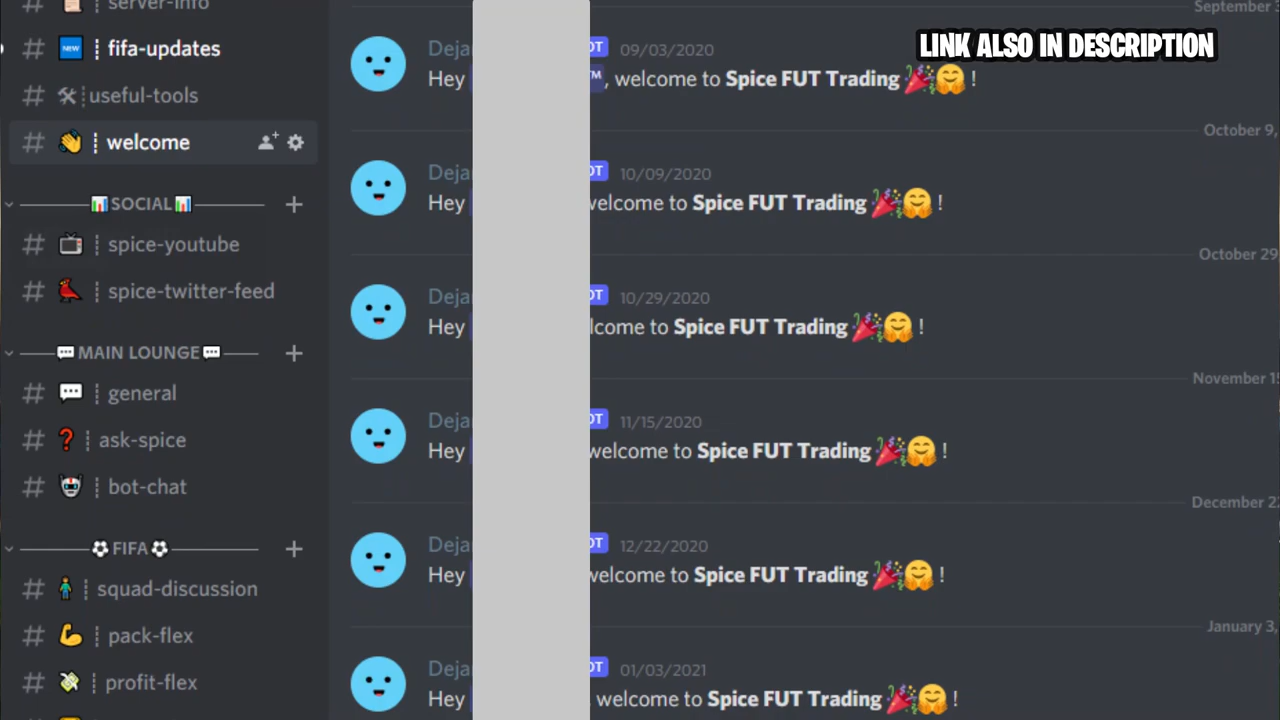 server-info
fifa-updates
useful-tools
welcome
SOCIAL
spice-youtube
spice-twitter-feed
MAIN LOUNGE
general
ask-spice
bot-chat
FIFA
squad-discussion
pack-flex
profit-flex
LINK ALSO IN DESCRIPTION
September
09/03/2020
Hey ™, welcome to Spice FUT Trading !
October 9,
10/09/2020
Hey welcome to Spice FUT Trading !
October 29
10/29/2020
Hey lcome to Spice FUT Trading !
November 1
11/15/2020
Hey welcome to Spice FUT Trading !
December 2
12/22/2020
Hey welcome to Spice FUT Trading !
January 3,
01/03/2021
Hey welcome to Spice FUT Trading !